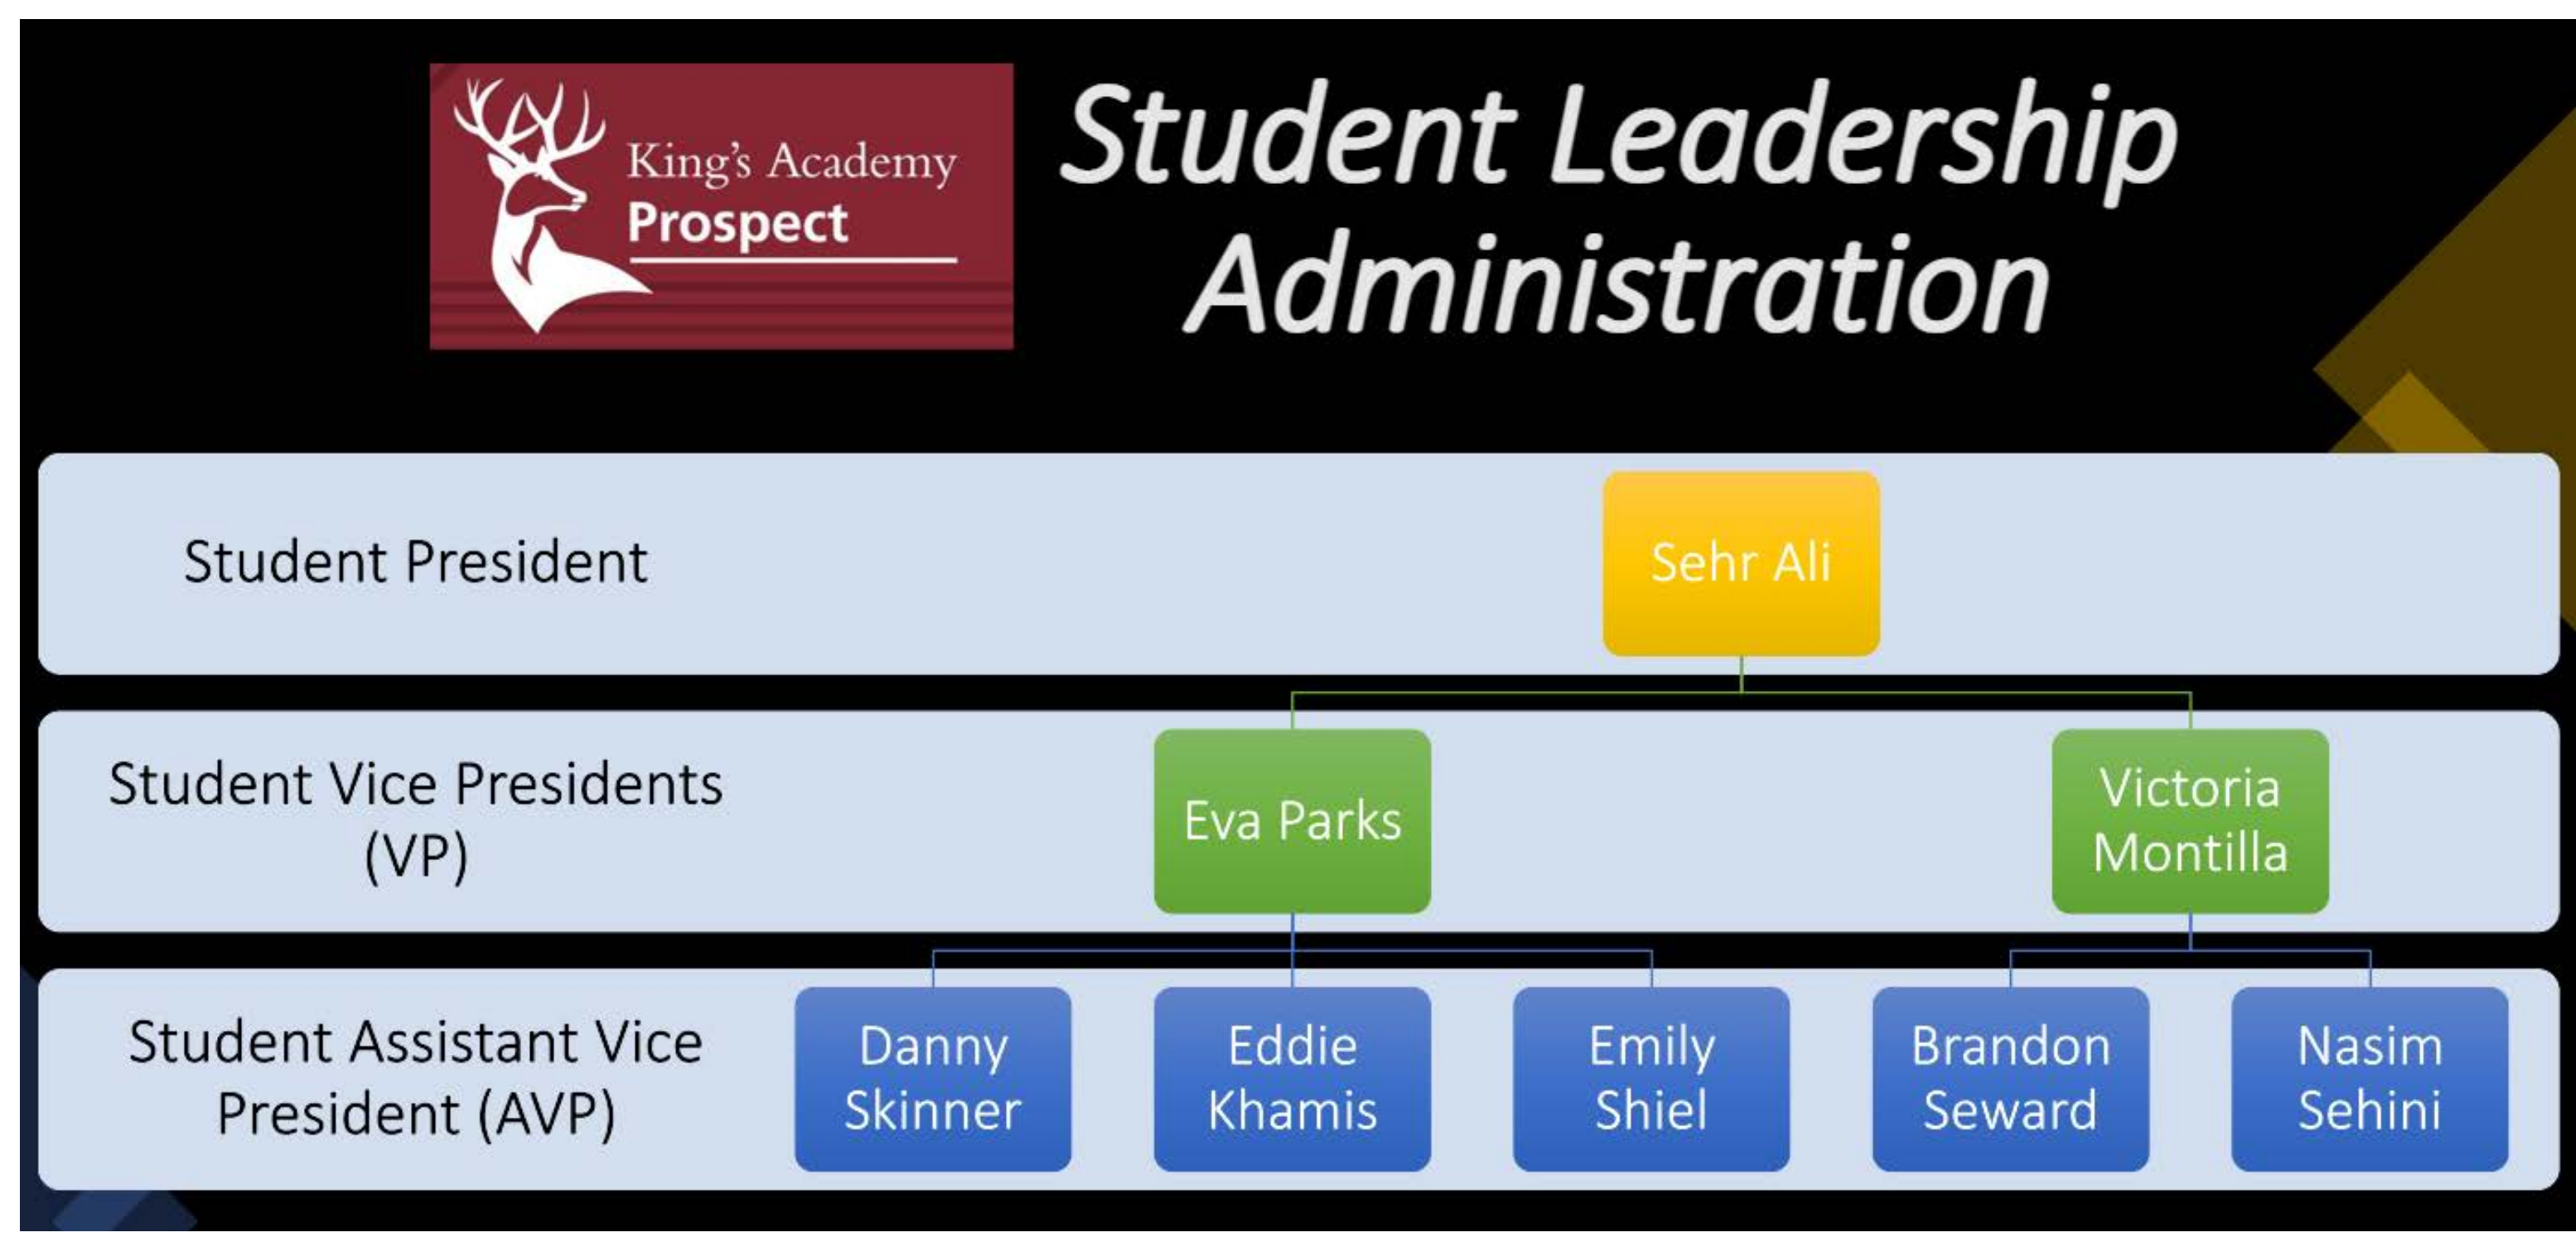 King's Academy
Prospect
Student Leadership
Administration
Student President
Sehr Ali
Student Vice Presidents
(VP)
Eva Parks
Victoria
Montilla
Student Assistant Vice
President (AVP)
Danny
Skinner
Eddie
Khamis
Emily
Shiel
Brandon
Seward
Nasim
Sehini